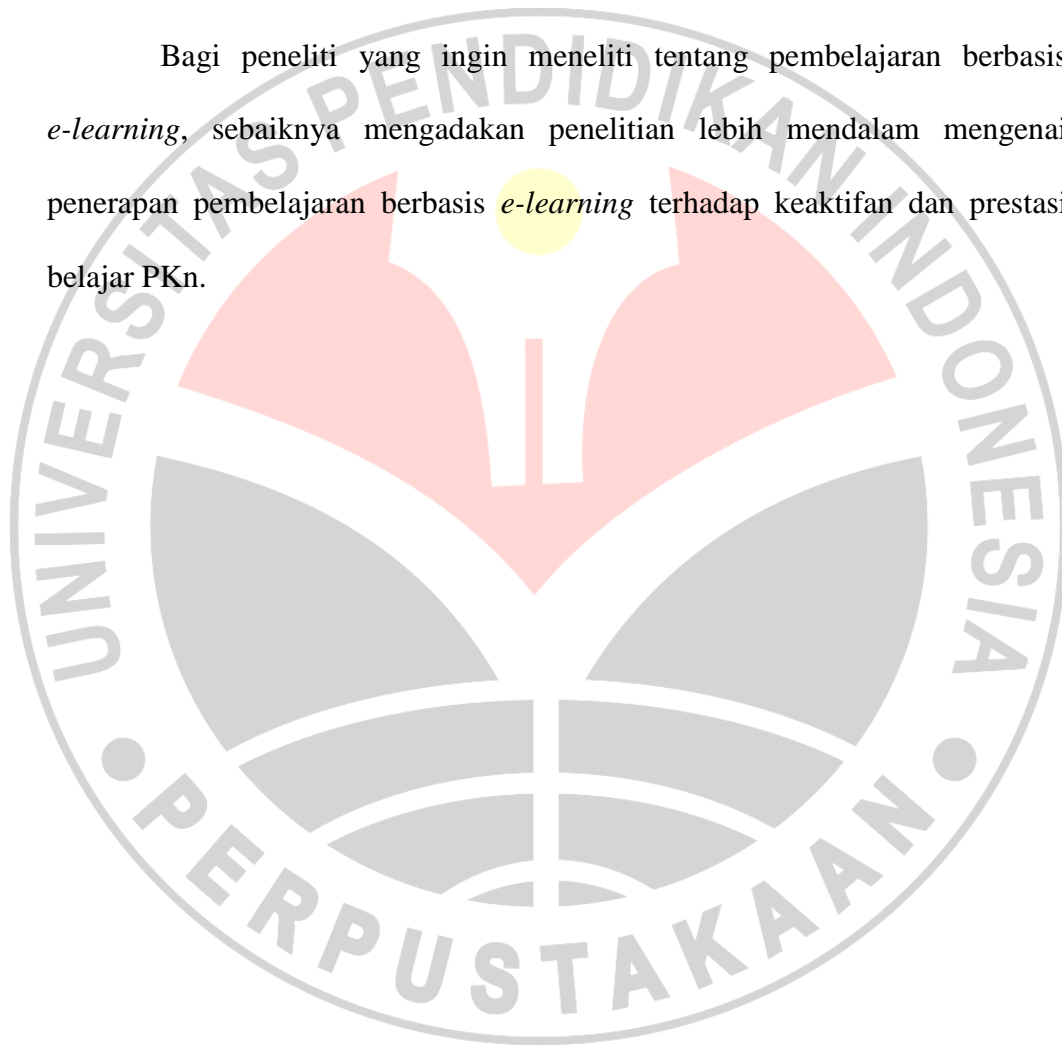 Bagi peneliti yang ingin meneliti tentang pembelajaran berbasis
e-learning, sebaiknya mengadakan penelitian lebih mendalam mengenai
penerapan pembelajaran berbasis e-learning terhadap keaktifan dan prestasi
belajar PKn.
UNIVERSITAS PENDIDIKAN INDONESIA
PERPUSTAKAAN